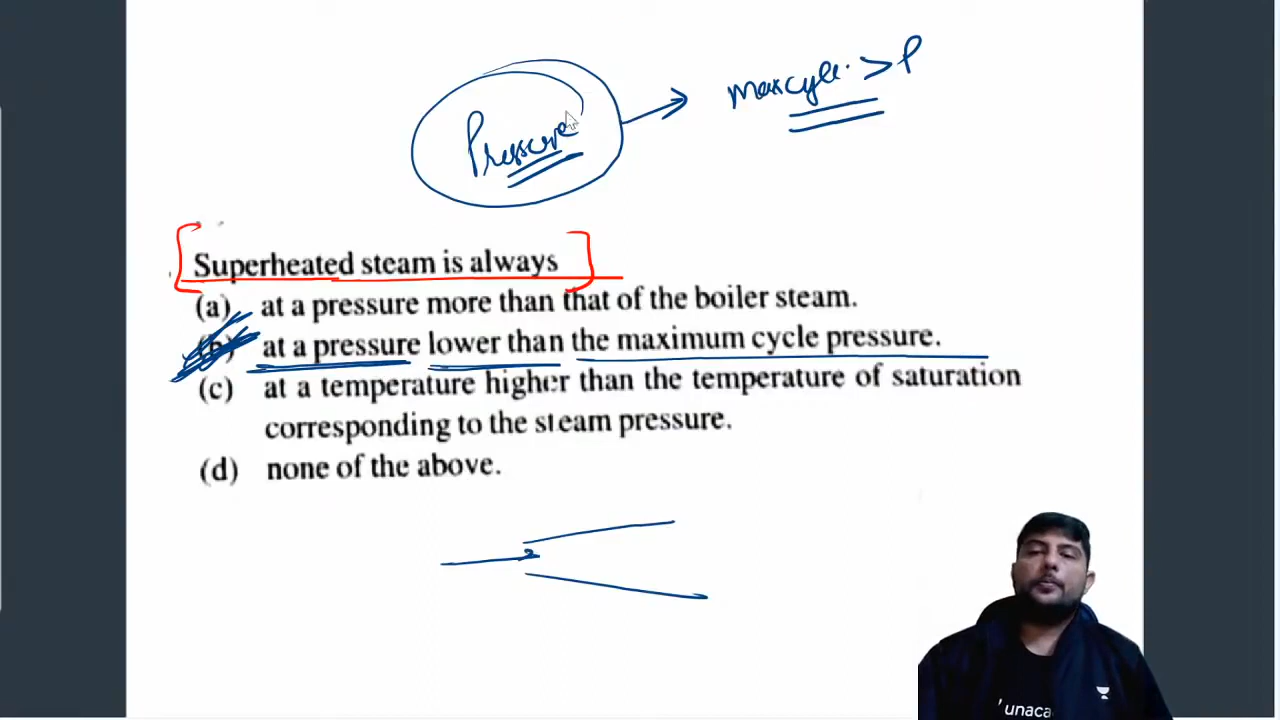 max cycle. > P
Pressure
Superheated steam is always
(a) at a pressure more than that of the boiler steam.
(b) at a pressure lower than the maximum cycle pressure.
(c) at a temperature higher than the temperature of saturation
corresponding to the steam pressure.
(d) none of the above.
unaca